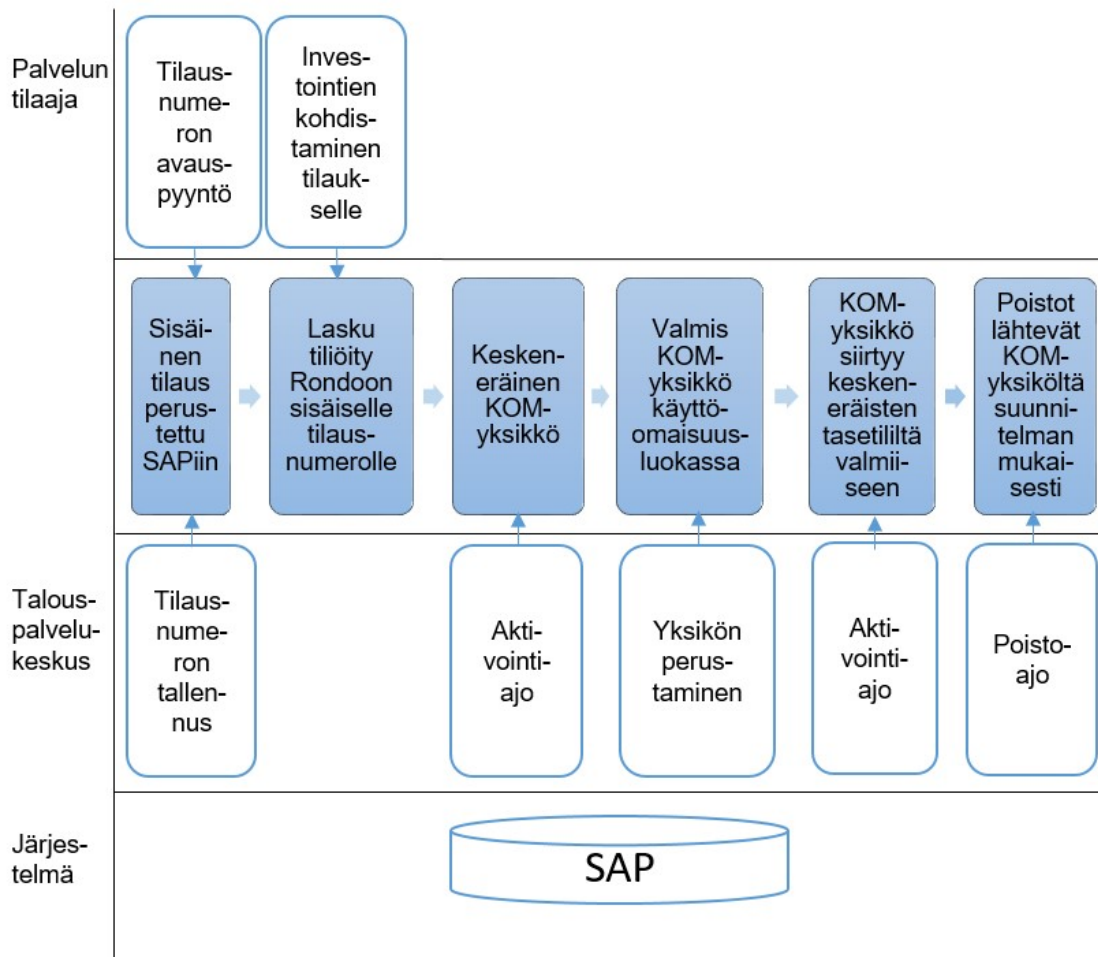 Palvelun
tilaaja
Tilaus-
nume-
ron
avaus-
pyyntö
Inves-
tointien
kohdis-
taminen
tilauk-
selle
Sisäi-
nen
tilaus
perus-
tettu
SAPiin
Lasku
tiliöity
Rondoon
sisäiselle
tilaus-
numerolle
Kesken-
eräinen
KOM-
yksikkö
Valmis
KOM-
yksikkö
käyttö-
omaisuus-
luokassa
KOM-
yksikkö
siirtyy
kesken-
eräisten
tasetililtä
valmii-
seen
Poistot
lähtevät
KOM-
yksiköltä
suunni-
telman
mukai-
sesti
Talous-
palvelu-
keskus
Tilaus-
nume-
ron
tallen-
nus
Akti-
vointi-
ajo
Yksikön
perus-
taminen
Akti-
vointi-
ajo
Poisto-
ajo
Järjes-
telmä
SAP